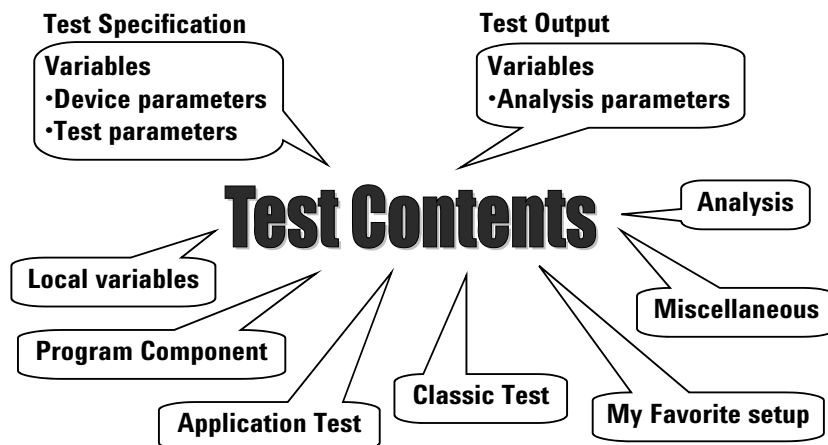 Test Specification
Variables
•Device parameters
•Test parameters
Test Output
Variables
•Analysis parameters
Test Contents
Analysis
Local variables
Miscellaneous
Program Component
Classic Test
Application Test
My Favorite setup